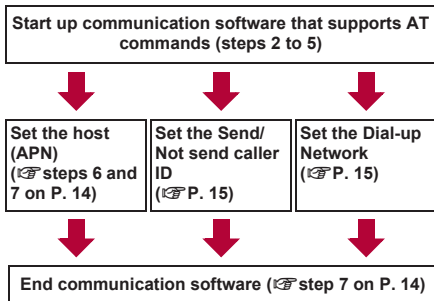 Start up communication software that supports AT
commands (steps 2 to 5)
Set the host
(APN)
(☞steps 6 and
7 on P. 14)
Set the Send/
Not send caller
ID
(☞P. 15)
Set the Dial-up
Network
(☞P. 15)
End communication software (☞step 7 on P. 14)